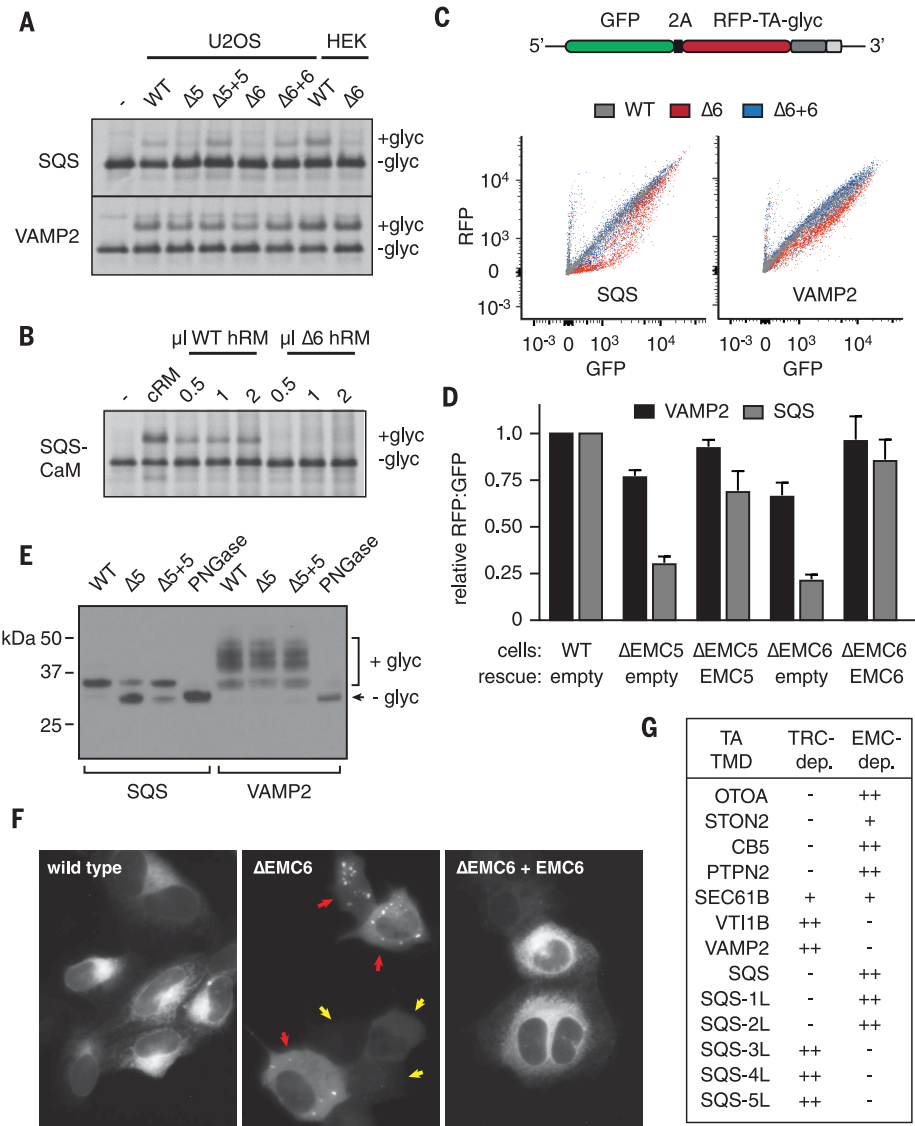 A
U2OS HEK
- WT Δ5 Δ5+5 Δ6 Δ6+6 WT Δ6
SQS
+glyc
-glyc
VAMP2
+glyc
-glyc
B
µl WT hRM µl Δ6 hRM
- cRM 0.5 1 2 0.5 1 2
SQS-
CaM
+glyc
-glyc
C
GFP 2A RFP-TA-glyc
5' 3'
WT Δ6 Δ6+6
RFP
10⁴
10³
0
10⁻³
SQS VAMP2
10⁻³ 0 10³ 10⁴ 10⁻³ 0 10³ 10⁴
GFP GFP
D
VAMP2 SQS
relative RFP:GFP
1.0
0.75
0.50
0.25
0
cells: WT ΔEMC5 ΔEMC5 ΔEMC6 ΔEMC6
rescue: empty empty EMC5 empty EMC6
E
WT Δ5 Δ5+5 PNGase WT Δ5 Δ5+5 PNGase
kDa 50
37
25
+ glyc
- glyc
SQS VAMP2
F
wild type ΔEMC6 ΔEMC6 + EMC6
G
TA TRC- EMC-
TMD dep. dep.
OTOA - ++
STON2 - +
CB5 - ++
PTPN2 - ++
SEC61B + +
VTI1B ++ -
VAMP2 ++ -
SQS - ++
SQS-1L - ++
SQS-2L - ++
SQS-3L ++ -
SQS-4L ++ -
SQS-5L ++ -